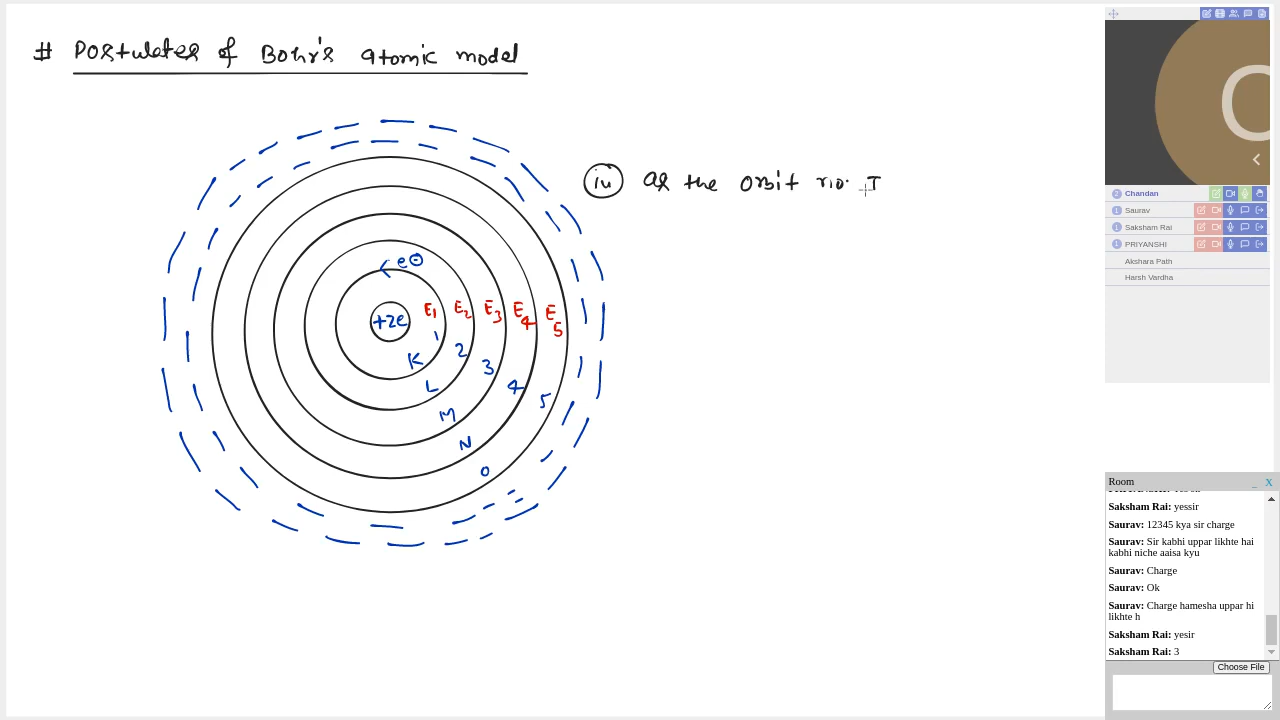 # Postulates of Bohr's atomic model
(iv) as the orbit no. I
e⊖
+Ze E1 E2 E3 E4 E5
1 2 3 4 5
K
L
M
N
O
C
Chandan
Saurav
Saksham Rai
PRIYANSHI
Akshara Path
Harsh Vardha
Room _ X
Saksham Rai: yessir
Saurav: 12345 kya sir charge
Saurav: Sir kabhi uppar likhte hai
kabhi niche aaisa kyu
Saurav: Charge
Saurav: Ok
Saurav: Charge hamesha uppar hi
likhte h
Saksham Rai: yesir
Saksham Rai: 3
Choose File